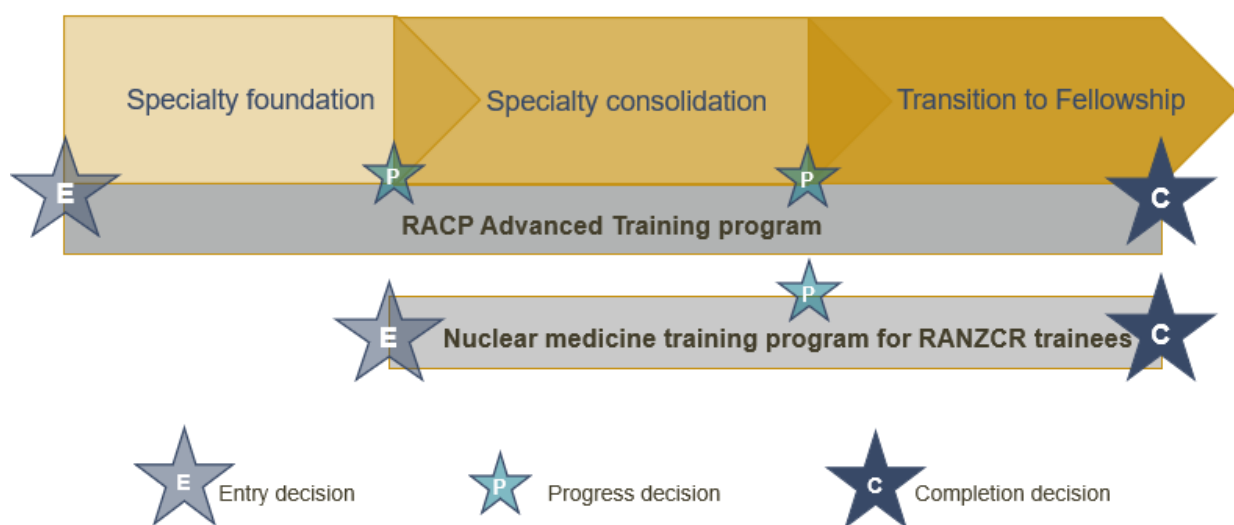 Specialty foundation
Specialty consolidation
Transition to Fellowship
E
P
P
C
RACP Advanced Training program
P
E
Nuclear medicine training program for RANZCR trainees
C
E
Entry decision
P
Progress decision
C
Completion decision